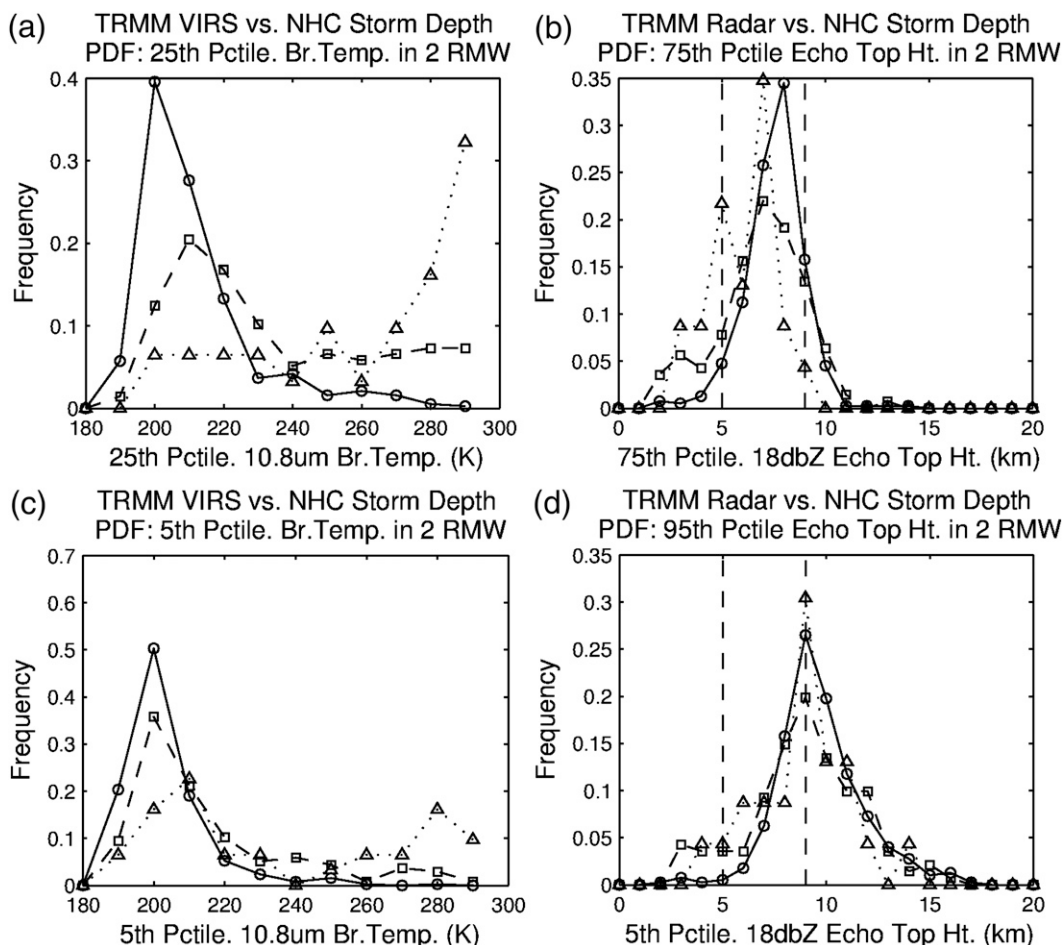 (a) TRMM VIRS vs. NHC Storm Depth
PDF: 25th Pctile. Br.Temp. in 2 RMW
0.4
0.3
0.2
0.1
0
Frequency
180 200 220 240 260 280 300
25th Pctile. 10.8um Br.Temp. (K)
(b) TRMM Radar vs. NHC Storm Depth
PDF: 75th Pctile Echo Top Ht. in 2 RMW
0.35
0.3
0.25
0.2
0.15
0.1
0.05
0
Frequency
0 5 10 15 20
75th Pctile. 18dbZ Echo Top Ht. (km)
(c) TRMM VIRS vs. NHC Storm Depth
PDF: 5th Pctile. Br.Temp. in 2 RMW
0.7
0.6
0.5
0.4
0.3
0.2
0.1
0
Frequency
180 200 220 240 260 280 300
5th Pctile. 10.8um Br.Temp. (K)
(d) TRMM Radar vs. NHC Storm Depth
PDF: 95th Pctile Echo Top Ht. in 2 RMW
0.35
0.3
0.25
0.2
0.15
0.1
0.05
0
Frequency
0 5 10 15 20
5th Pctile. 18dbZ Echo Top Ht. (km)